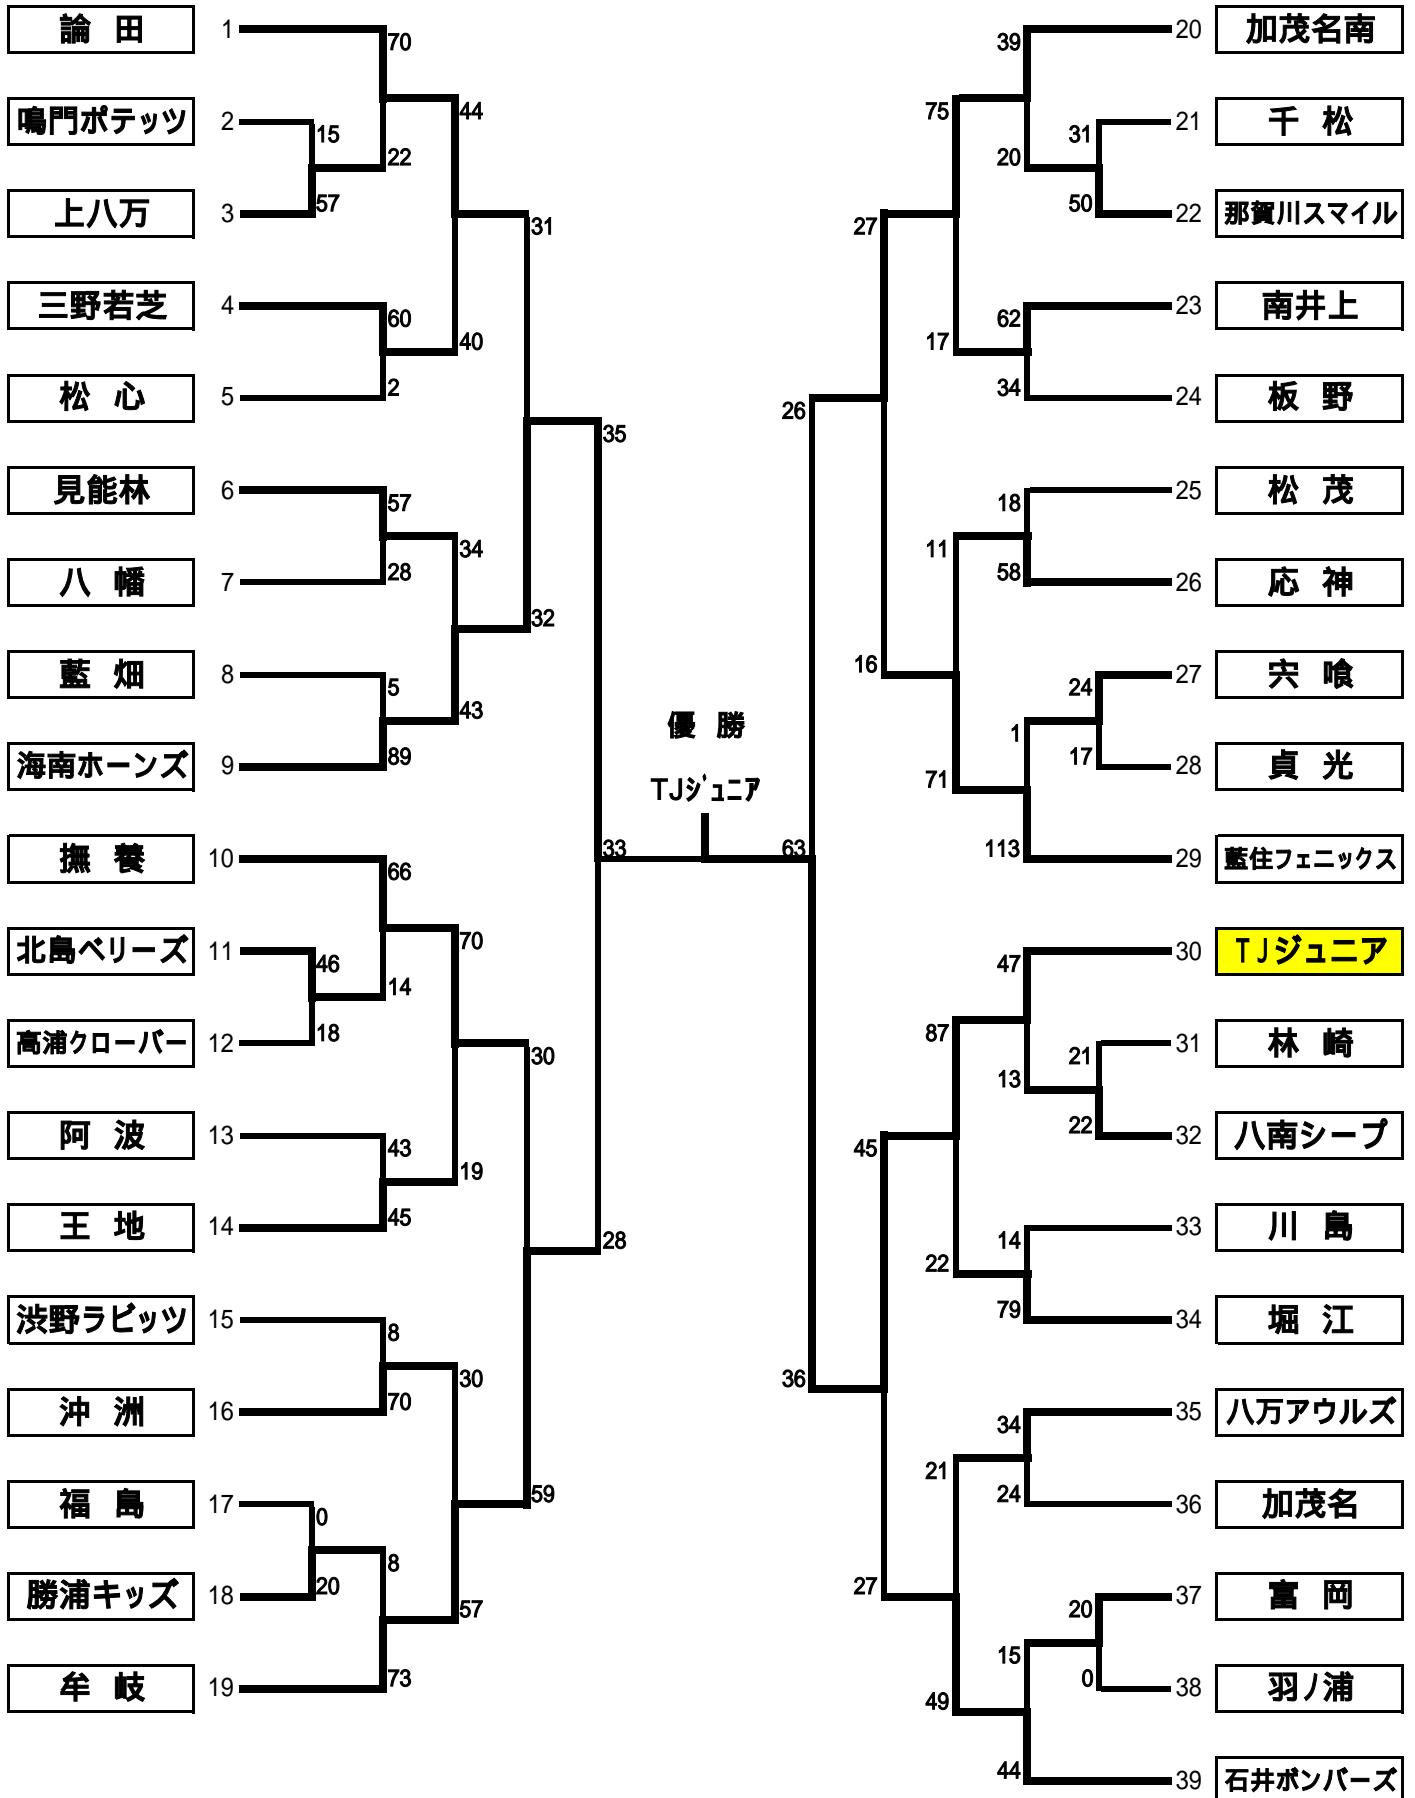 論 田 1
70
鳴門ポテッツ 2
15
44
22
上八万 3
57
31
三野若芝 4
60
40
松 心 5
2
35
見能林 6
57
34
八 幡 7
28
32
藍 畑 8
5
43
海南ホーンズ 9
89
33
撫 養 10
66
70
北島ベリーズ 11
46
14
高浦クローバー 12
18
30
阿 波 13
43
19
王 地 14
45
28
渋野ラビッツ 15
8
30
沖 洲 16
70
59
福 島 17
0
8
勝浦キッズ 18
20
57
牟 岐 19
73
優 勝
TJジュニア
39
20 加茂名南
75
31
21 千 松
20
50
22 那賀川スマイル
27
62
23 南井上
17
34
24 板 野
26
18
25 松 茂
11
58
26 応 神
16
24
27 宍 喰
1
17
28 貞 光
71
113
29 藍住フェニックス
63
47
30 TJジュニア
87
21
31 林 崎
13
22
32 八南シープ
45
14
33 川 島
22
79
34 堀 江
36
34
35 八万アウルズ
21
24
36 加茂名
27
20
37 富 岡
15
0
38 羽ノ浦
49
44
39 石井ボンバーズ